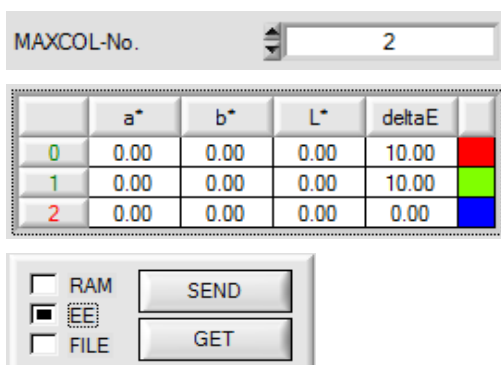 MAXCOL-No. 2
a* b* L* deltaE
0 0.00 0.00 0.00 10.00
1 0.00 0.00 0.00 10.00
2 0.00 0.00 0.00 0.00
RAM SEND
EE
FILE GET